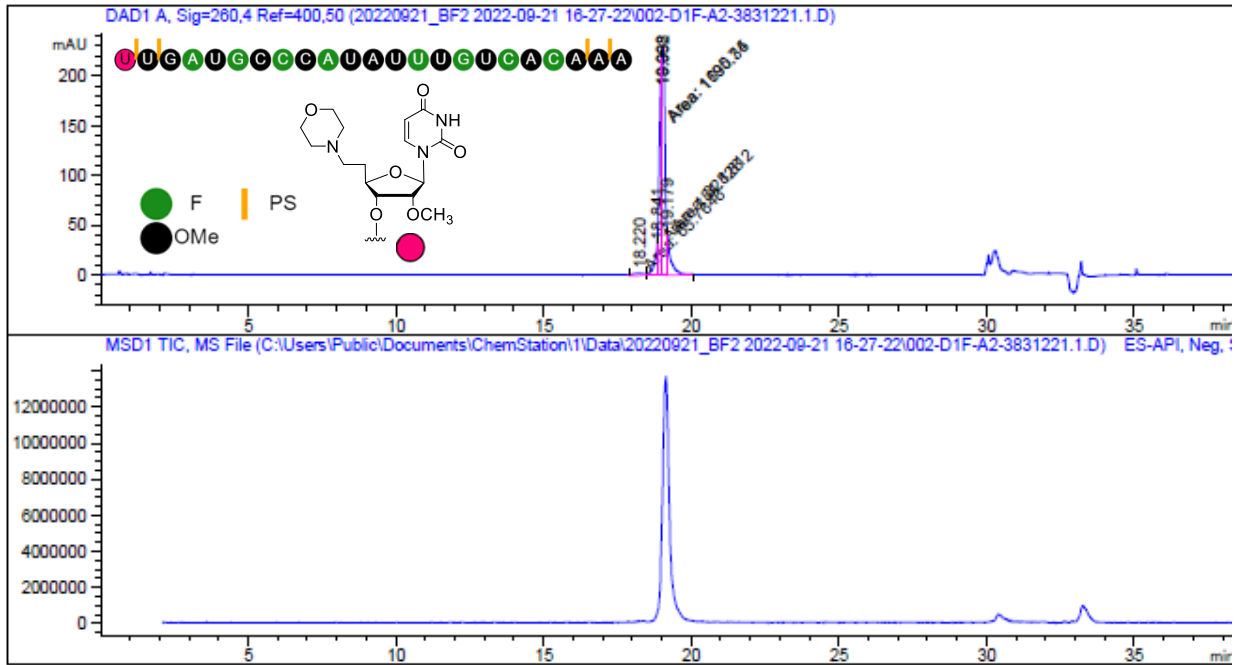 DAD1 A, Sig=260,4 Ref=400,50 (20220921_BF2 2022-09-21 16-27-22\002-D1F-A2-3831221.1.D)
mAU
U U G A U G C C C A U A U U U G U C A C A A A
200
150
100
50
0
O
N
O
NH
N
O
O
O
OCH3
F
PS
OMe
18.220
18.841
19.179
Area:
5 10 15 20 25 30 35 min
MSD1 TIC, MS File (C:\Users\Public\Documents\ChemStation\1\Data\20220921_BF2 2022-09-21 16-27-22\002-D1F-A2-3831221.1.D) ES-API, Neg,
12000000
10000000
8000000
6000000
4000000
2000000
0
5 10 15 20 25 30 35 min